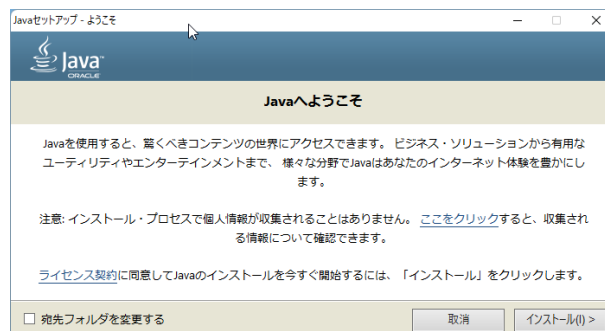 Javaセットアップ - ようこそ
Java
ORACLE
Javaへようこそ
Javaを使用すると、驚くべきコンテンツの世界にアクセスできます。 ビジネス・ソリューションから有用な
ユーティリティやエンターテインメントまで、 様々な分野でJavaはあなたのインターネット体験を豊かにし
ます。
注意: インストール・プロセスで個人情報が収集されることはありません。 ここをクリックすると、収集され
る情報について確認できます。
ライセンス契約に同意してJavaのインストールを今すぐ開始するには、「インストール」をクリックします。
宛先フォルダを変更する
取消
インストール(I) >